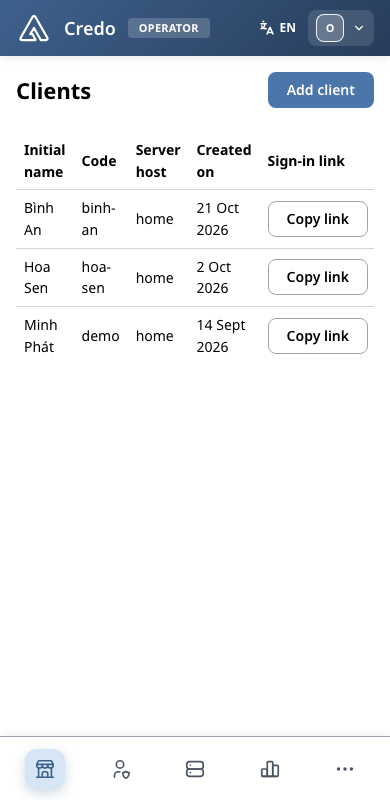 Credo OPERATOR EN O
Clients Add client
Initial name Code Server host Created on Sign-in link
Bình An binh-an home 21 Oct 2026 Copy link
Hoa Sen hoa-sen home 2 Oct 2026 Copy link
Minh Phát demo home 14 Sept 2026 Copy link